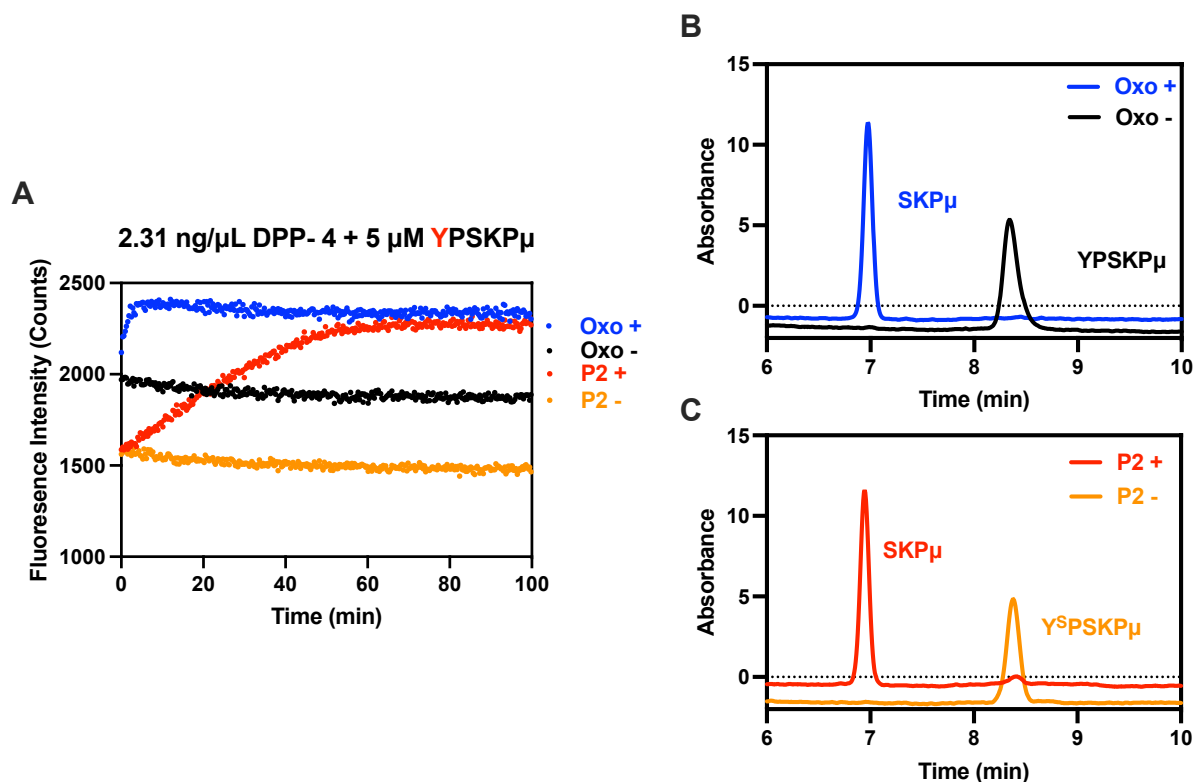 A
2.31 ng/µL DPP- 4 + 5 µM YPSKPµ
Fluoresence Intensity (Counts)
2500
2000
1500
1000
0
20
40
60
80
100
Time (min)
Oxo +
Oxo -
P2 +
P2 -
B
Absorbance
15
10
5
0
Oxo +
Oxo -
SKPµ
YPSKPµ
6
7
8
9
10
Time (min)
C
Absorbance
15
10
5
0
P2 +
P2 -
SKPµ
YˢPSKPµ
6
7
8
9
10
Time (min)